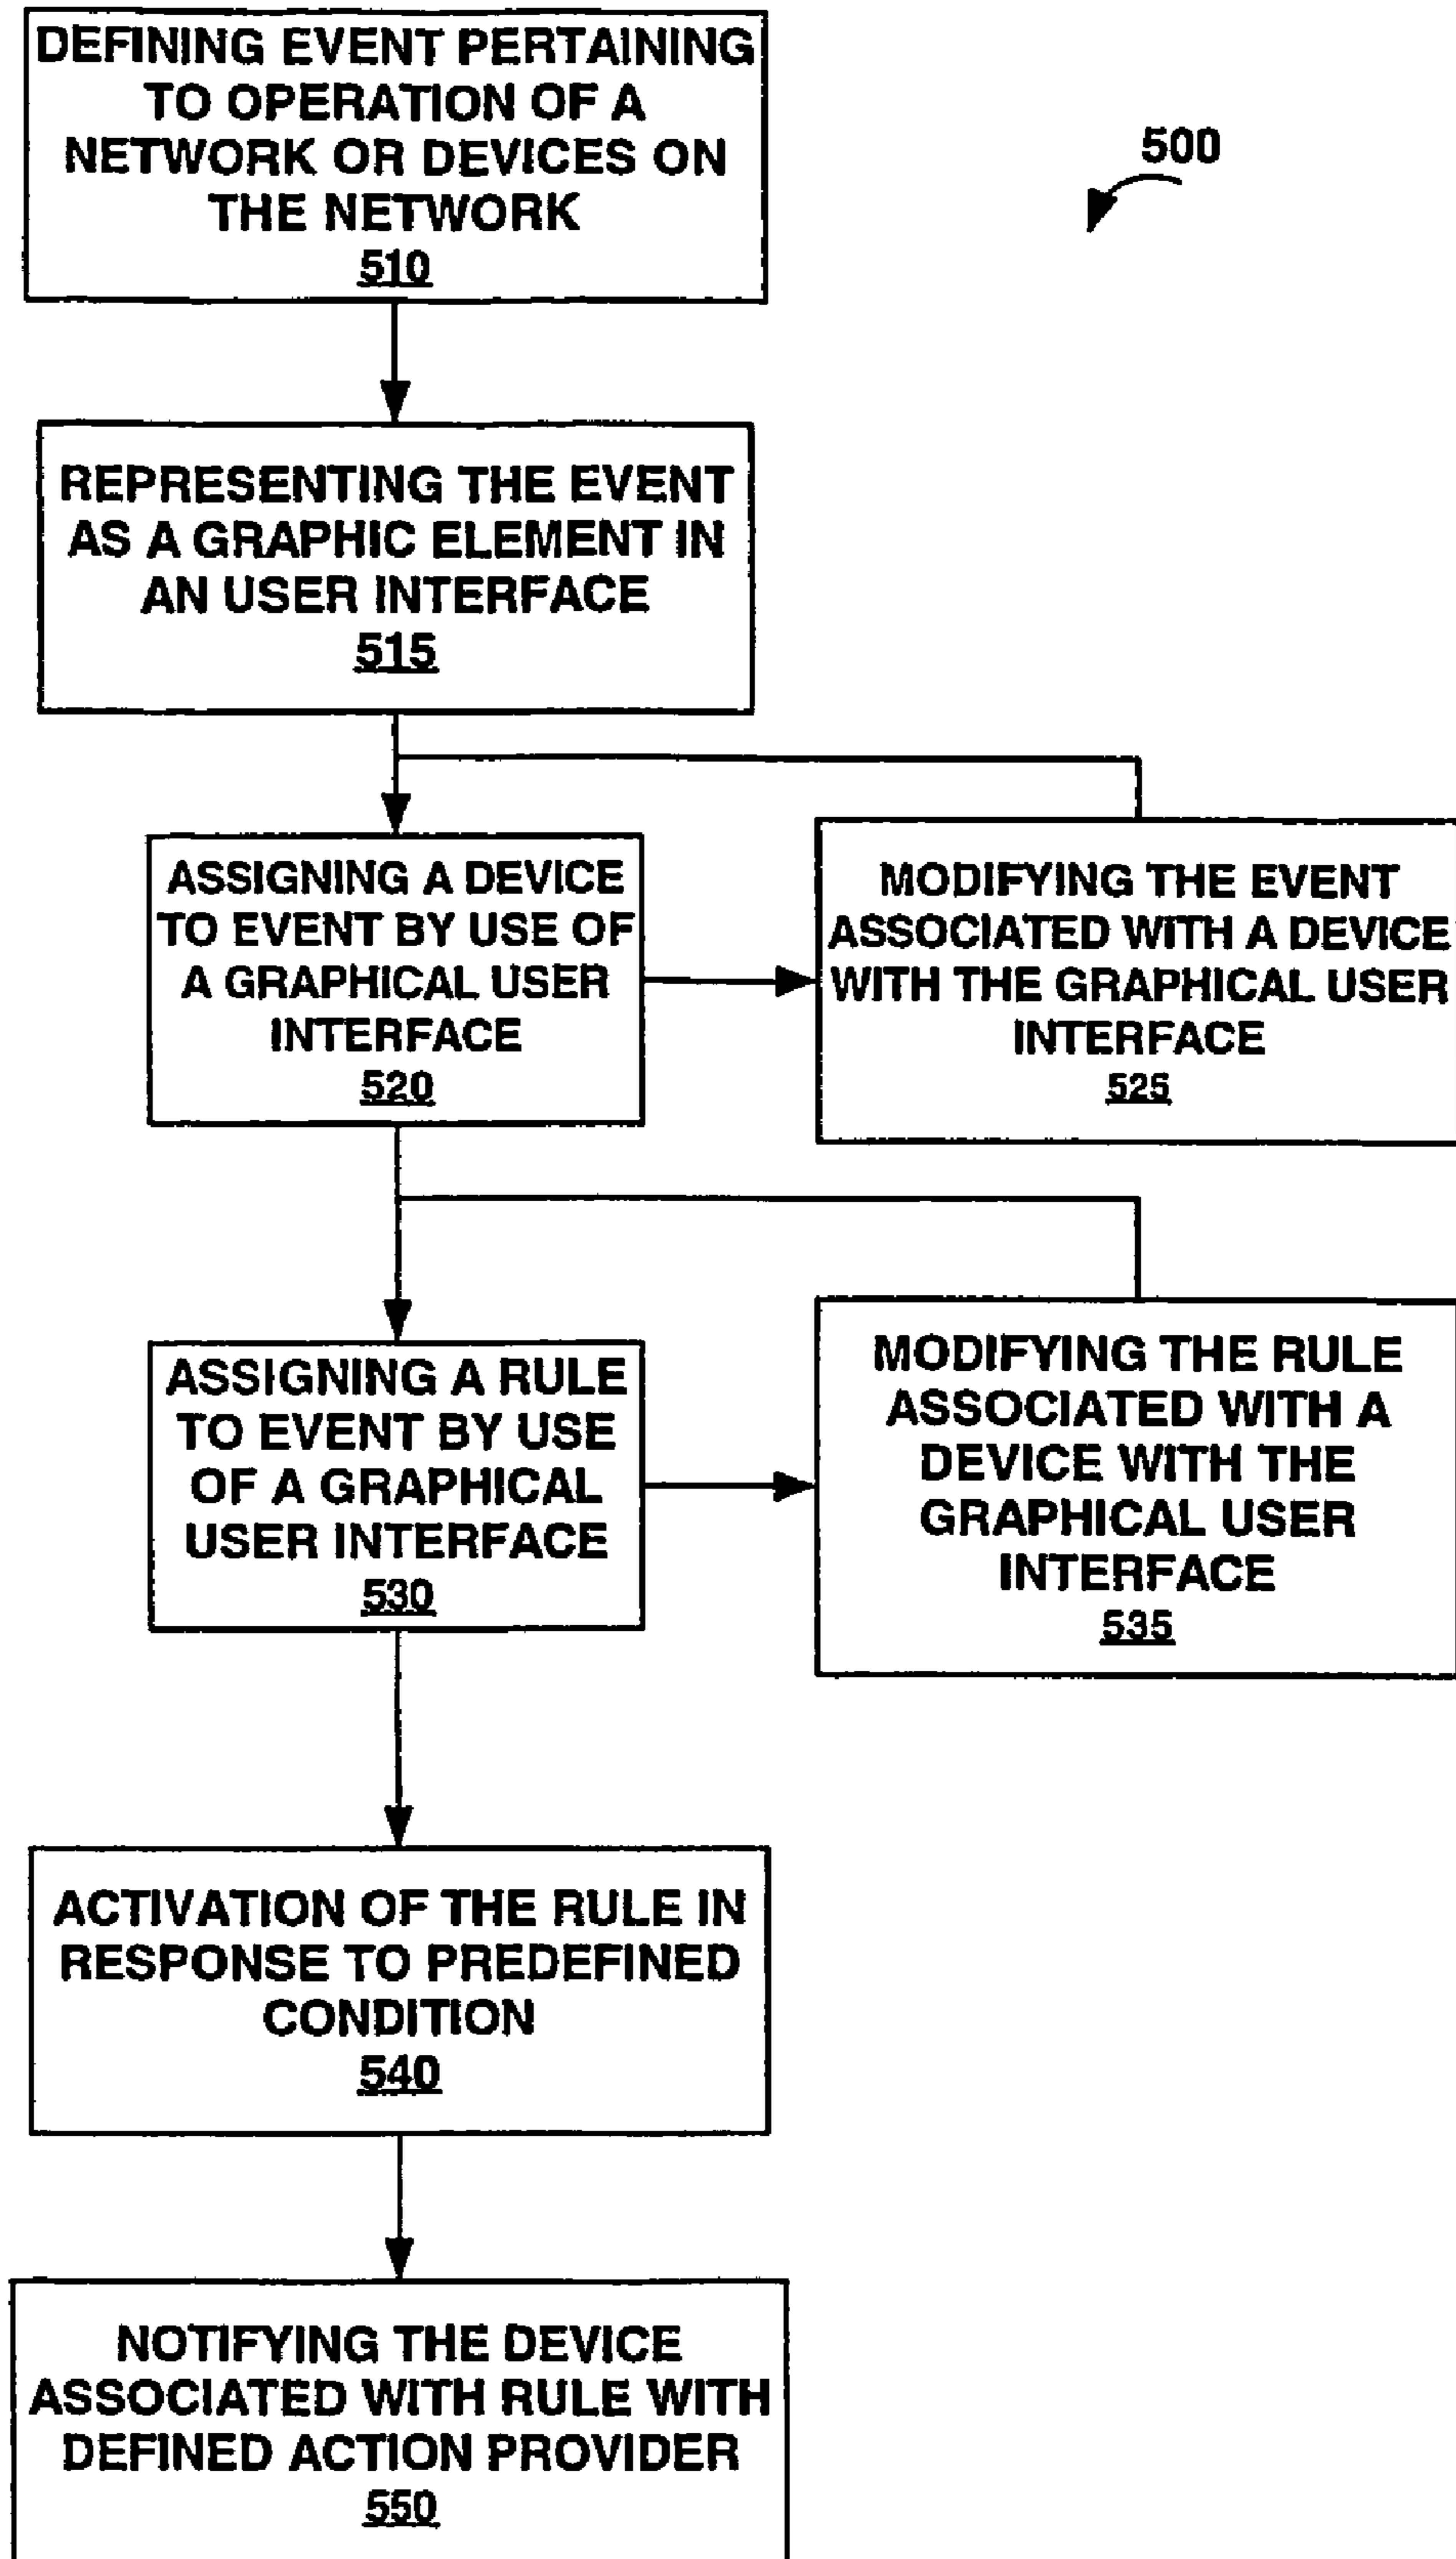 DEFINING EVENT PERTAINING
TO OPERATION OF A
NETWORK OR DEVICES ON
THE NETWORK
510
500
REPRESENTING THE EVENT
AS A GRAPHIC ELEMENT IN
AN USER INTERFACE
515
ASSIGNING A DEVICE
TO EVENT BY USE OF
A GRAPHICAL USER
INTERFACE
520
MODIFYING THE EVENT
ASSOCIATED WITH A DEVICE
WITH THE GRAPHICAL USER
INTERFACE
525
ASSIGNING A RULE
TO EVENT BY USE
OF A GRAPHICAL
USER INTERFACE
530
MODIFYING THE RULE
ASSOCIATED WITH A
DEVICE WITH THE
GRAPHICAL USER
INTERFACE
535
ACTIVATION OF THE RULE IN
RESPONSE TO PREDEFINED
CONDITION
540
NOTIFYING THE DEVICE
ASSOCIATED WITH RULE WITH
DEFINED ACTION PROVIDER
550